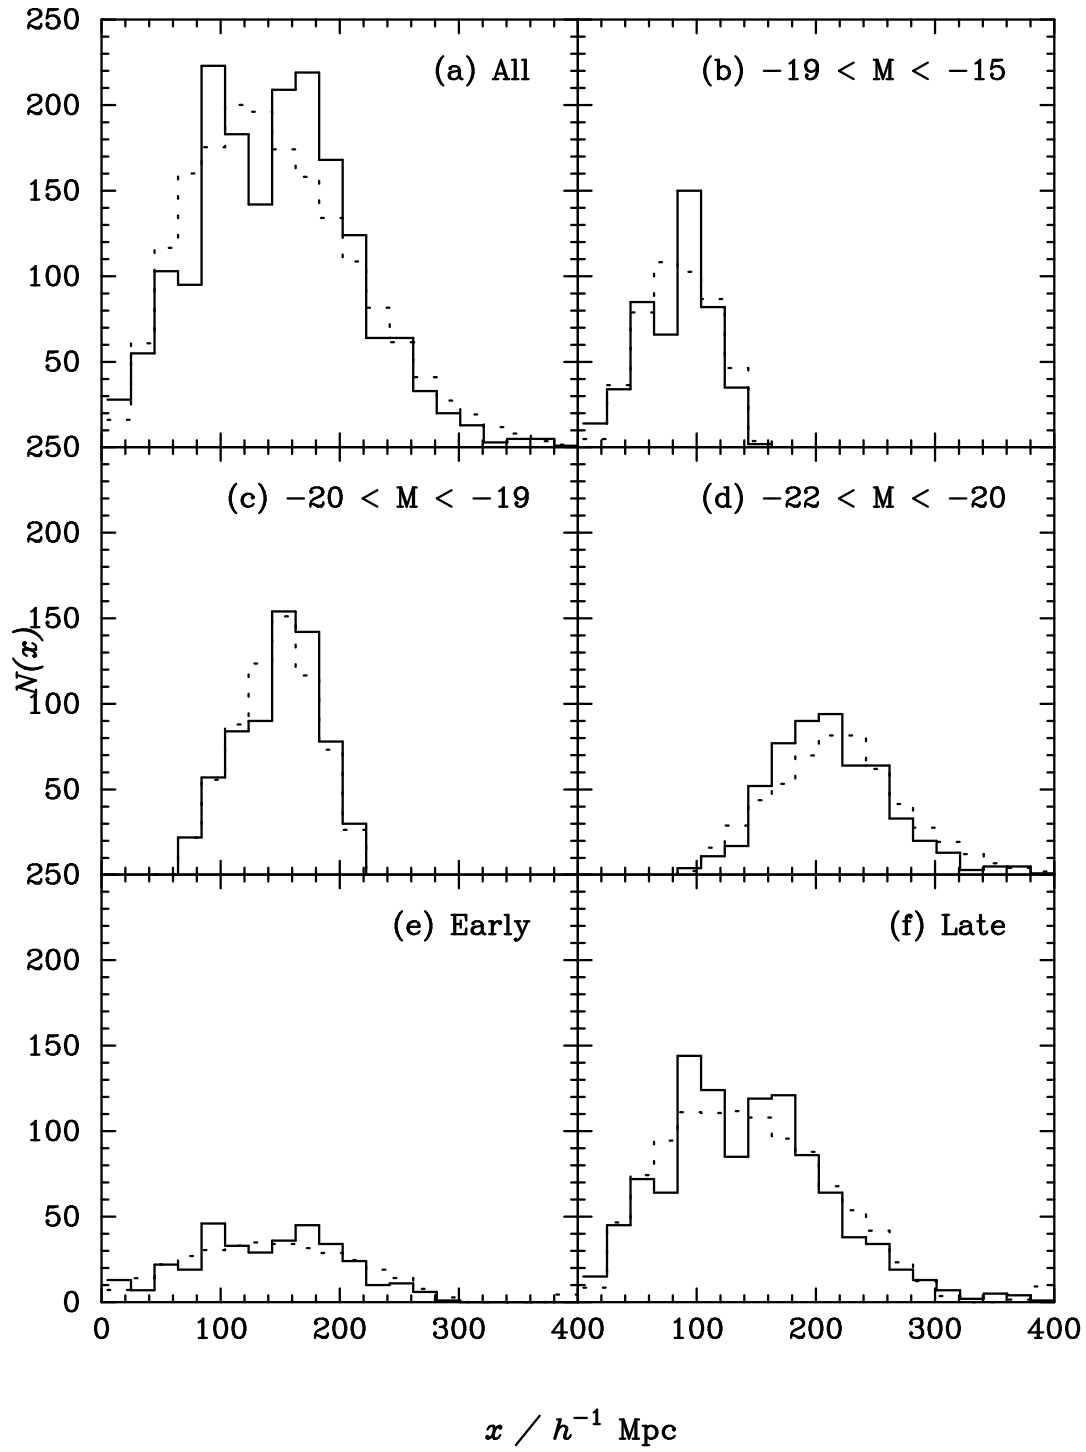 250
(a) All
(b) −19 < M < −15
200
150
100
50
250
(c) −20 < M < −19
(d) −22 < M < −20
200
150
N(x)
100
50
250
(e) Early
(f) Late
200
150
100
50
0
0 100 200 300 400 100 200 300 400
x / h⁻¹ Mpc